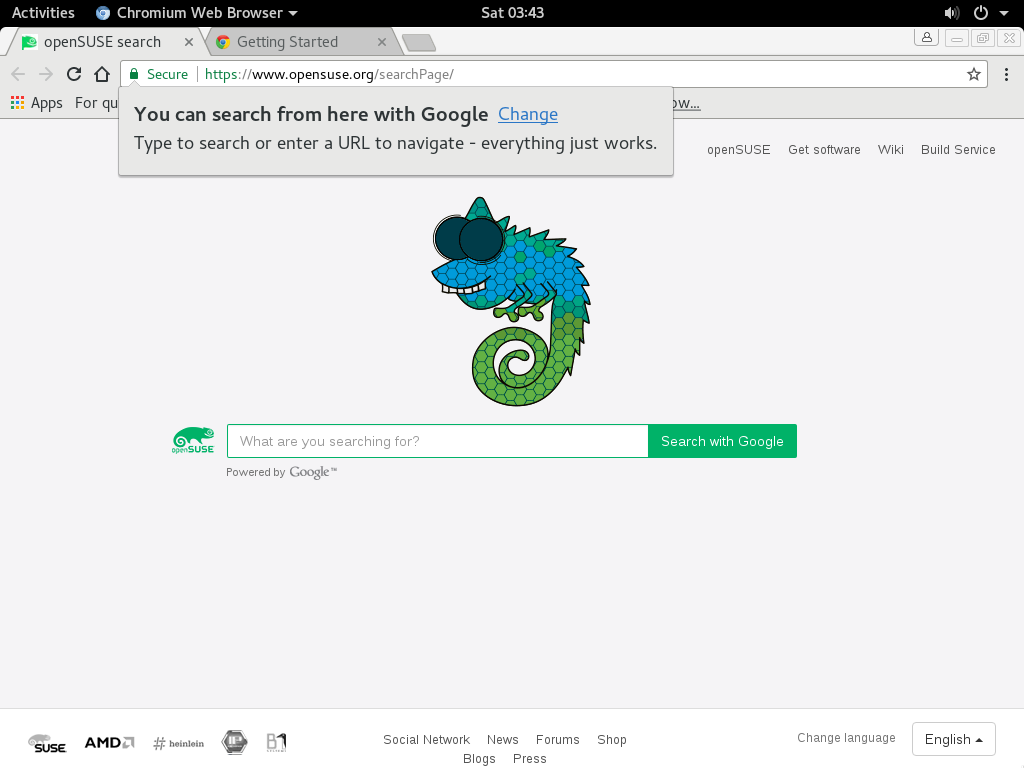 Activities Chromium Web Browser Sat 03:43
openSUSE search Getting Started
Secure https://www.opensuse.org/searchPage/
Apps For qu ow...
You can search from here with Google Change
Type to search or enter a URL to navigate - everything just works.
openSUSE Get software Wiki Build Service
openSUSE What are you searching for? Search with Google
Powered by Google™
SUSE AMD # heinlein IP B1 Social Network News Forums Shop Change language English
Blogs Press